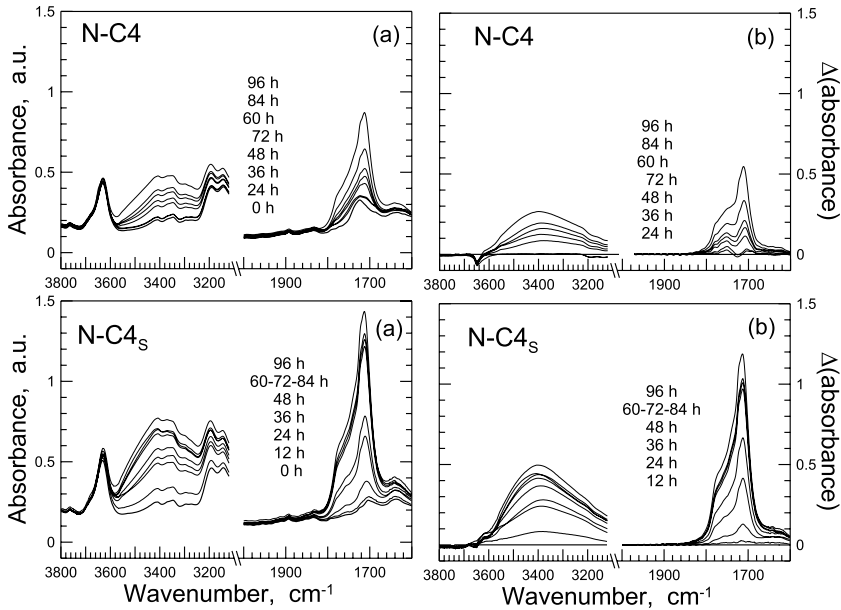 1.5
1
0.5
0
Absorbance, a.u.
N-C4
(a)
96 h
84 h
60 h
72 h
48 h
36 h
24 h
0 h
3800 3600 3400 3200 1900 1700
N-C4
(b)
96 h
84 h
60 h
72 h
48 h
36 h
24 h
1.5
1
0.5
0
Δ(absorbance)
3800 3600 3400 3200 1900 1700
1.5
1
0.5
0
Absorbance, a.u.
N-C4S
(a)
96 h
60-72-84 h
48 h
36 h
24 h
12 h
0 h
3800 3600 3400 3200 1900 1700
Wavenumber, cm-1
N-C4S
(b)
96 h
60-72-84 h
48 h
36 h
24 h
12 h
1.5
1
0.5
0
Δ(absorbance)
3800 3600 3400 3200 1900 1700
Wavenumber, cm-1